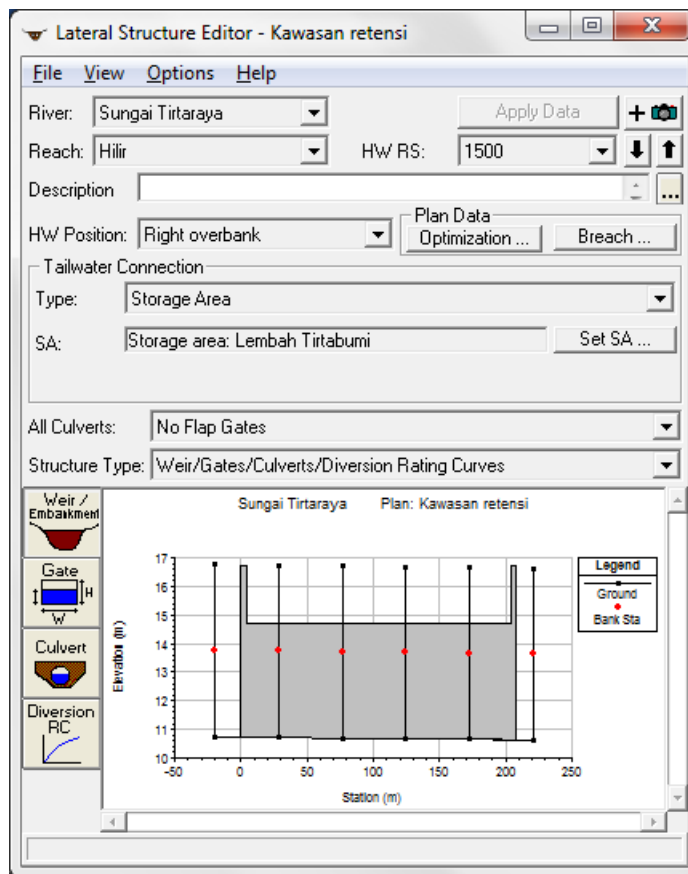 Lateral Structure Editor - Kawasan retensi
File View Options Help
River: Sungai Tirtaraya Apply Data +
Reach: Hilir HW RS: 1500
Description ...
Plan Data
HW Position: Right overbank Optimization ... Breach ...
Tailwater Connection
Type: Storage Area
SA: Storage area: Lembah Tirtabumi Set SA ...
All Culverts: No Flap Gates
Structure Type: Weir/Gates/Culverts/Diversion Rating Curves
Weir /
Embankment
Gate
H
W
Culvert
Diversion
RC
Sungai Tirtaraya Plan: Kawasan retensi
17
16
15
14
13
12
11
10
Elevation (m)
-50 0 50 100 150 200 250
Station (m)
Legend
Ground
Bank Sta